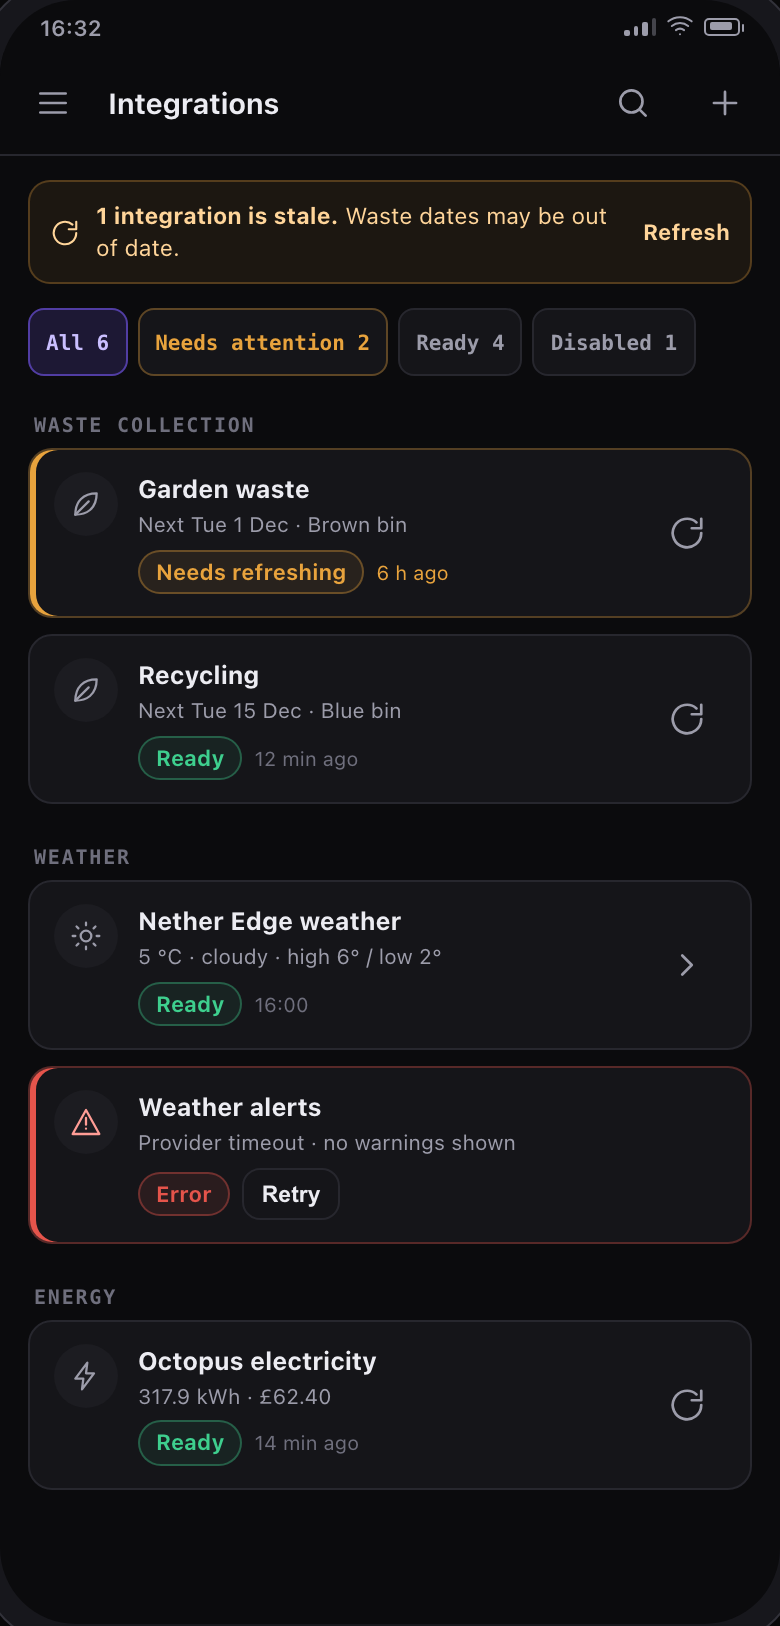 16:32
Integrations
1 integration is stale. Waste dates may be out
of date.
Refresh
All 6
Needs attention 2
Ready 4
Disabled 1
WASTE COLLECTION
Garden waste
Next Tue 1 Dec · Brown bin
Needs refreshing
6 h ago
Recycling
Next Tue 15 Dec · Blue bin
Ready
12 min ago
WEATHER
Nether Edge weather
5 °C · cloudy · high 6° / low 2°
Ready
16:00
Weather alerts
Provider timeout · no warnings shown
Error
Retry
ENERGY
Octopus electricity
317.9 kWh · £62.40
Ready
14 min ago